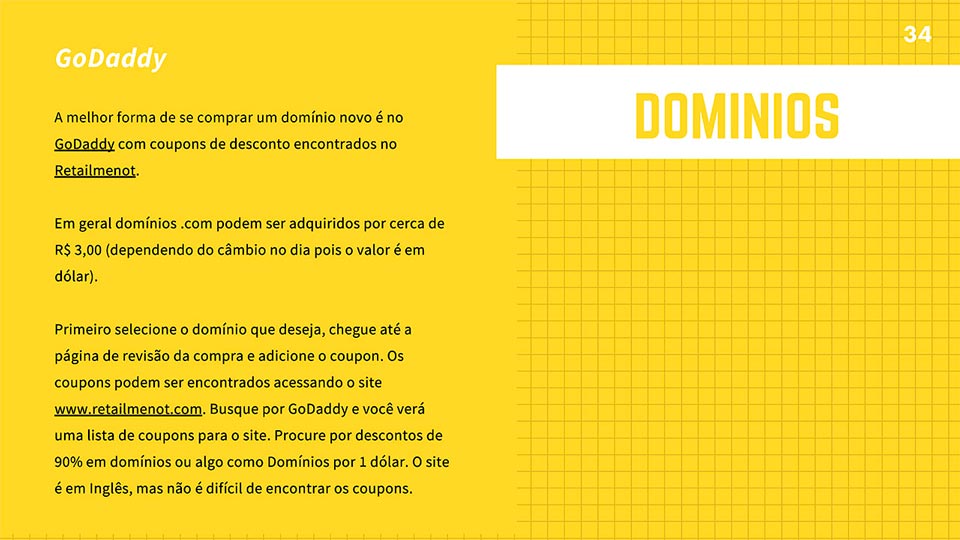 34
GoDaddy
DOMINIOS
A melhor forma de se comprar um domínio novo é no
GoDaddy com coupons de desconto encontrados no
Retailmenot.
Em geral domínios .com podem ser adquiridos por cerca de
R$ 3,00 (dependendo do câmbio no dia pois o valor é em
dólar).
Primeiro selecione o domínio que deseja, chegue até a
página de revisão da compra e adicione o coupon. Os
coupons podem ser encontrados acessando o site
www.retailmenot.com. Busque por GoDaddy e você verá
uma lista de coupons para o site. Procure por descontos de
90% em domínios ou algo como Domínios por 1 dólar. O site
é em Inglês, mas não é difícil de encontrar os coupons.